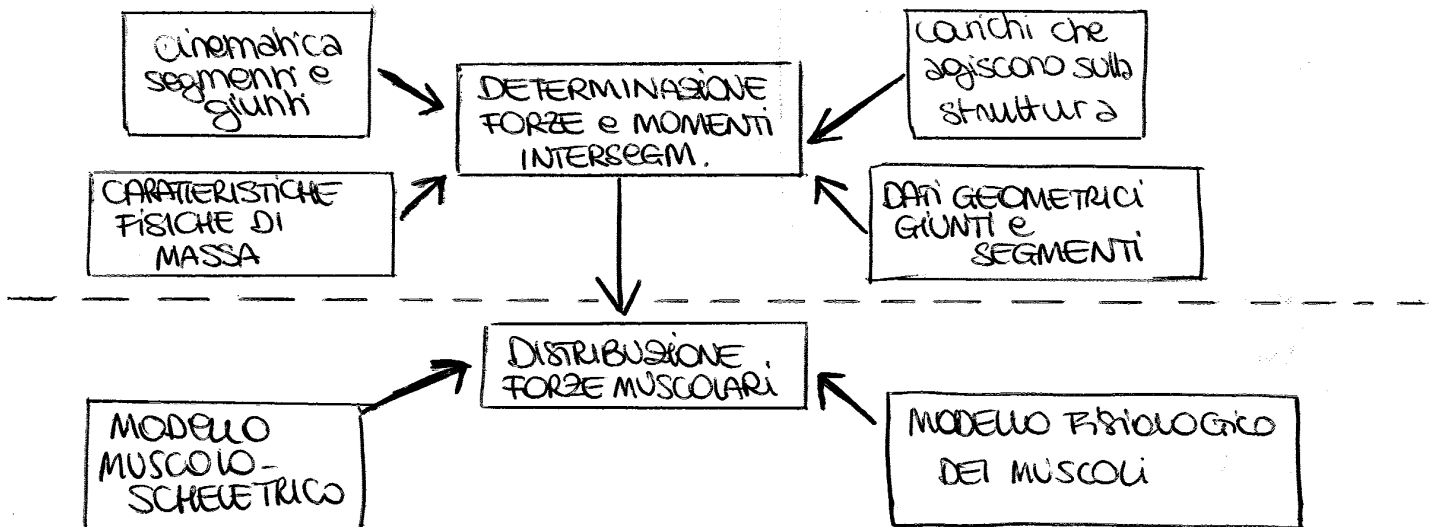 cinematica
segmenti e
giunti
carichi che
agiscono sulla
struttura
DETERMINAZIONE
FORZE e MOMENTI
INTERSEGM.
CARATTERISTICHE
FISICHE DI
MASSA
DATI GEOMETRICI
GIUNTI e
SEGMENTI
DISTRIBUZIONE
FORZE MUSCOLARI
MODELLO
MUSCOLO-
SCHELETRICO
MODELLO FISIOLOGICO
DEI MUSCOLI